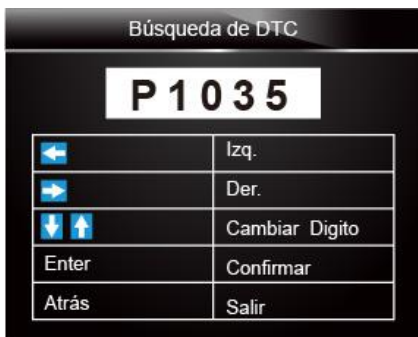 Búsqueda de DTC
P1035
Izq.
Der.
Cambiar Digito
Enter Confirmar
Atrás Salir